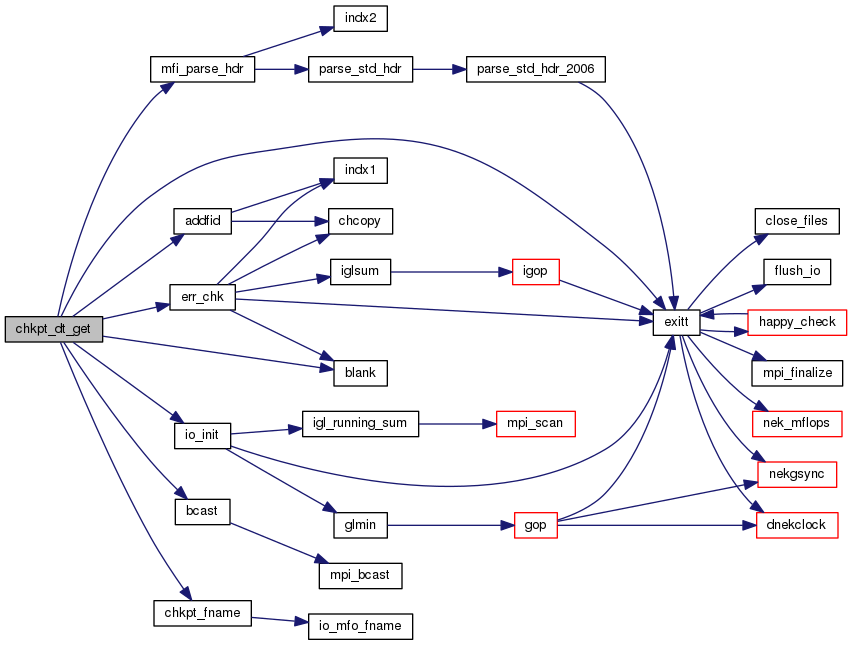 indx2
mfi_parse_hdr
parse_std_hdr
parse_std_hdr_2006
indx1
addfid
chcopy
close_files
iglsum
igop
flush_io
err_chk
chkpt_dt_get
exitt
happy_check
blank
mpi_finalize
io_init
igl_running_sum
mpi_scan
nek_mflops
nekgsync
bcast
glmin
gop
dnekclock
mpi_bcast
chkpt_fname
io_mfo_fname